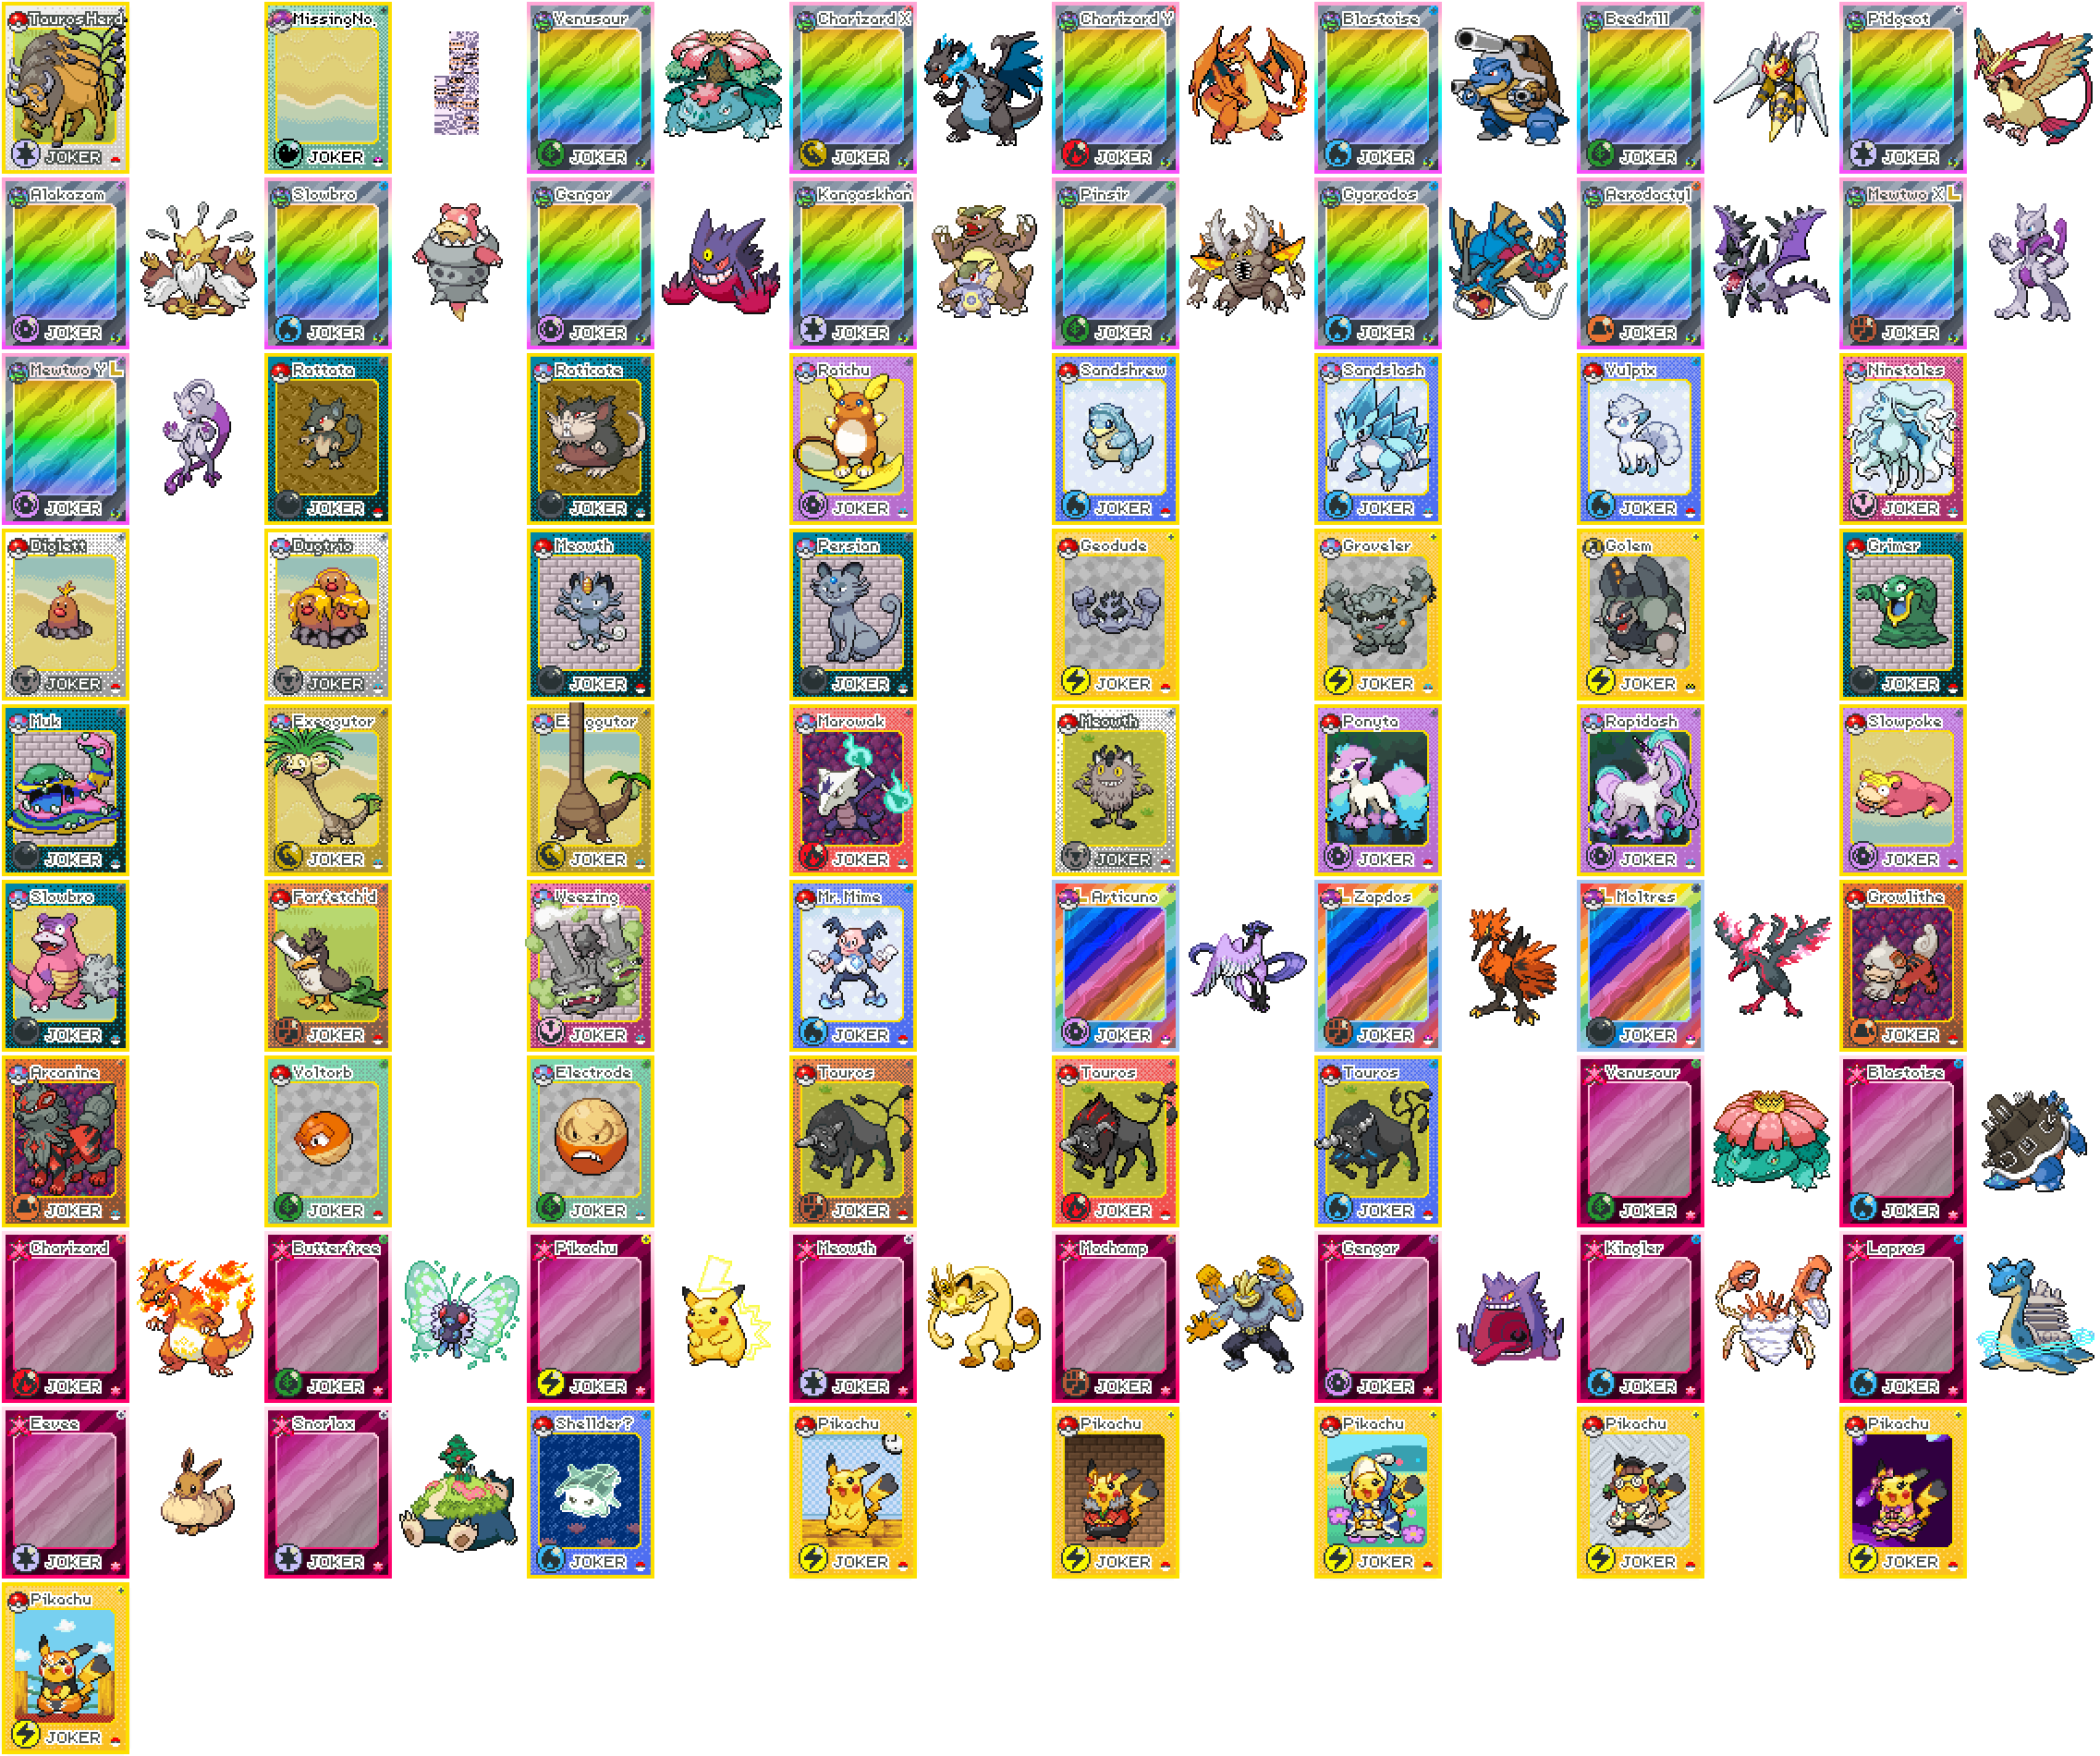 TaurosHerd MissingNo. Venusaur Charizard X Charizard Y Blastoise Beedrill Pidgeot
JOKER JOKER JOKER JOKER JOKER JOKER JOKER JOKER
Alakazam Slowbro Gengar Kangaskhan Pinsir Gyarados Aerodactyl Mewtwo X L
JOKER JOKER JOKER JOKER JOKER JOKER JOKER JOKER
Mewtwo Y L Rattata Raticate Raichu Sandshrew Sandslash Vulpix Ninetales
JOKER JOKER JOKER JOKER JOKER JOKER JOKER JOKER
Diglett Dugtrio Meowth Persian Geodude Graveler Golem Grimer
JOKER JOKER JOKER JOKER JOKER JOKER JOKER JOKER
Muk Exeggutor Exeggutor Marowak Meowth Ponyta Rapidash Slowpoke
JOKER JOKER JOKER JOKER JOKER JOKER JOKER JOKER
Slowbro Farfetchd Weezing Mr. Mime L Articuno L Zapdos L Moltres Growlithe
JOKER JOKER JOKER JOKER JOKER JOKER JOKER JOKER
Arcanine Voltorb Electrode Tauros Tauros Tauros Venusaur Blastoise
JOKER JOKER JOKER JOKER JOKER JOKER JOKER JOKER
Charizard Butterfree Pikachu Meowth Machamp Gengar Kingler Lapras
JOKER JOKER JOKER JOKER JOKER JOKER JOKER JOKER
Eevee Snorlax Shellder? Pikachu Pikachu Pikachu Pikachu Pikachu
JOKER JOKER JOKER JOKER JOKER JOKER JOKER JOKER
Pikachu
JOKER